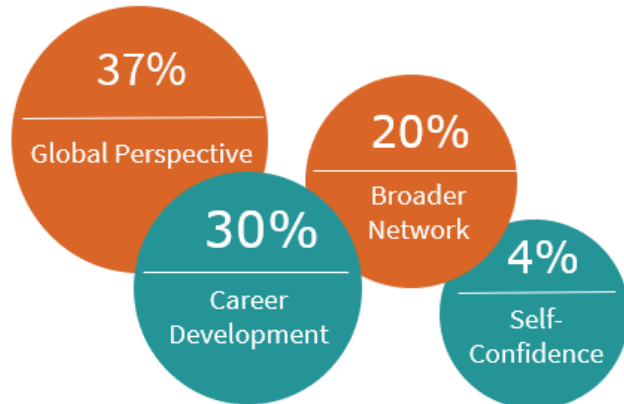 37%
Global Perspective
20%
Broader
Network
30%
Career
Development
4%
Self-
Confidence